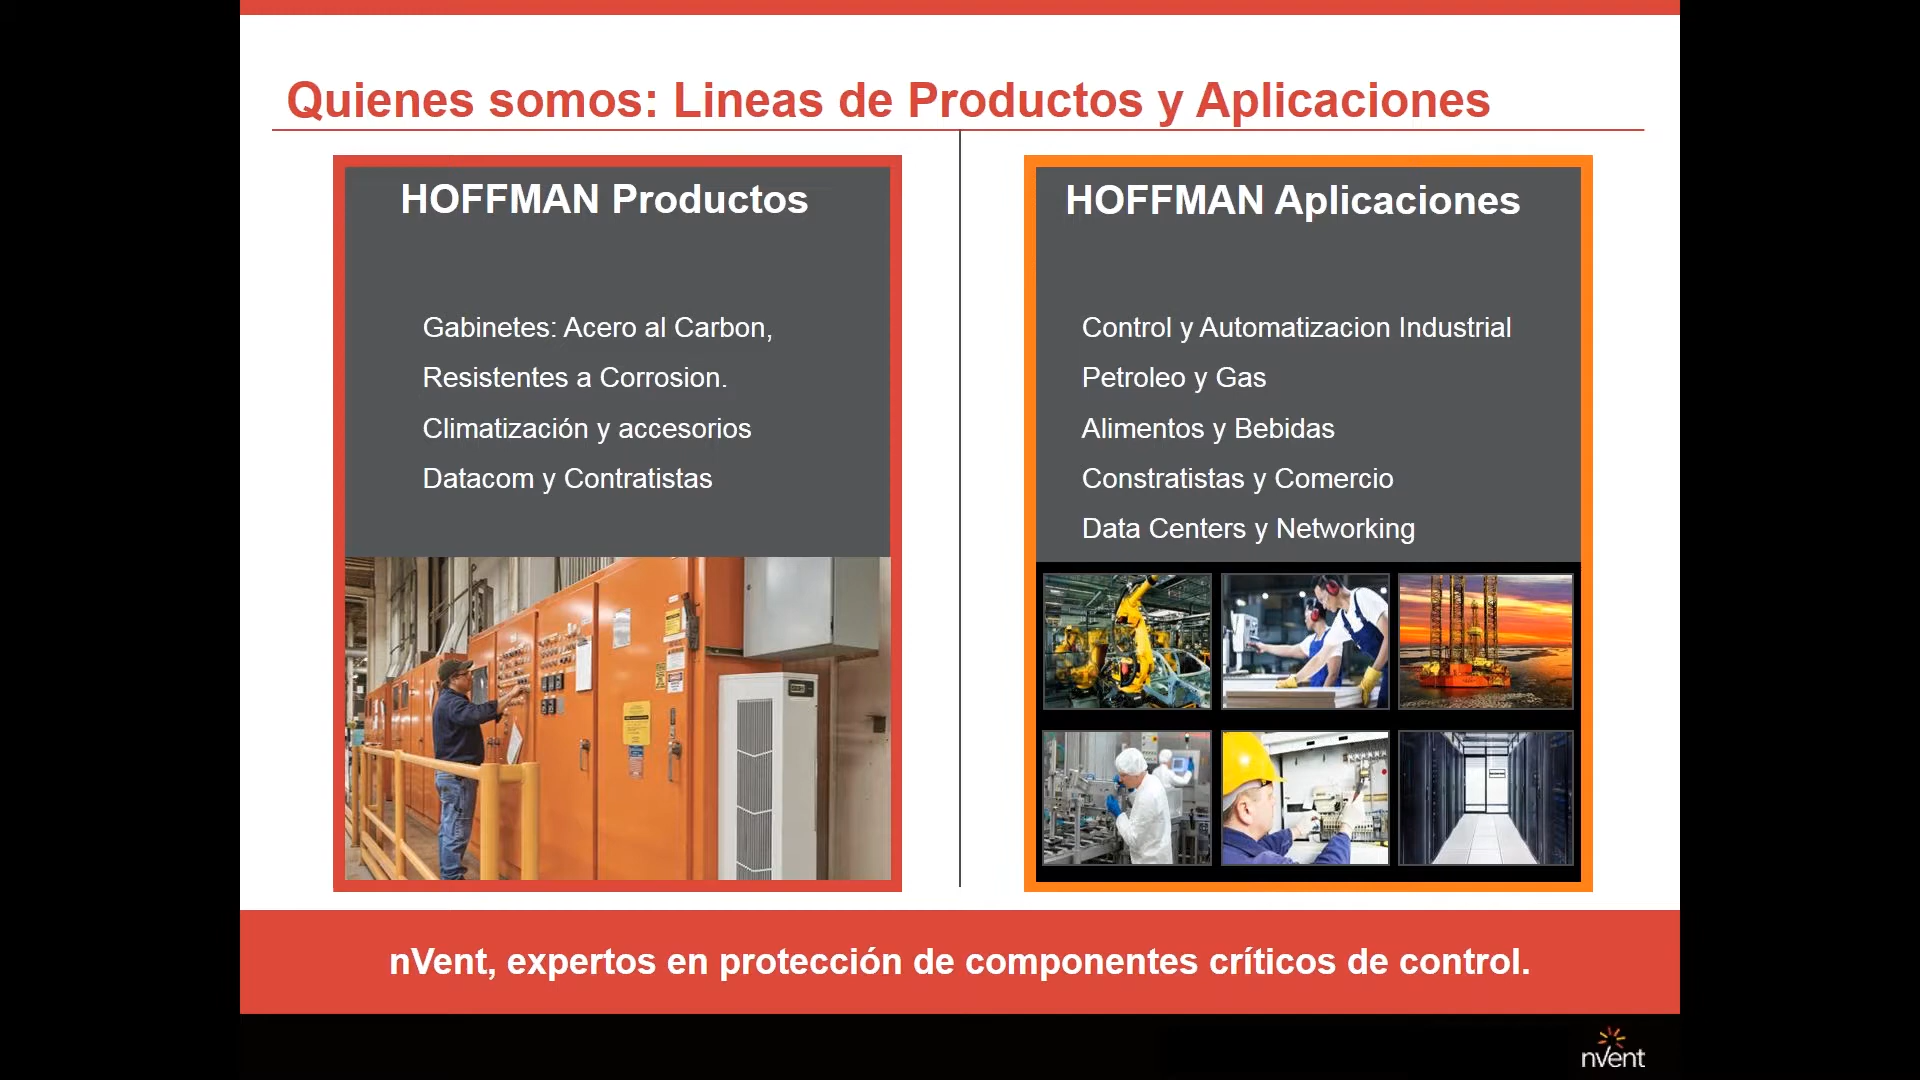 Quienes somos: Lineas de Productos y Aplicaciones
HOFFMAN Productos
Gabinetes: Acero al Carbon,
Resistentes a Corrosion.
Climatización y accesorios
Datacom y Contratistas
HOFFMAN Aplicaciones
Control y Automatizacion Industrial
Petroleo y Gas
Alimentos y Bebidas
Constratistas y Comercio
Data Centers y Networking
nVent, expertos en protección de componentes críticos de control.
nVent